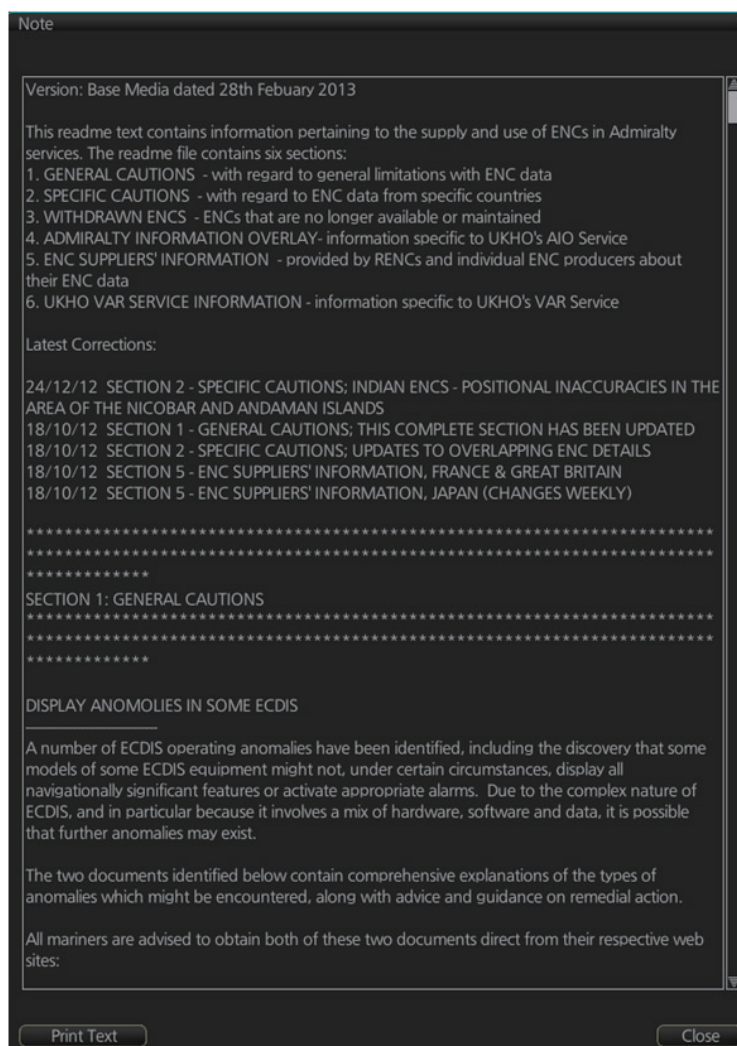 Note
Version: Base Media dated 28th Febuary 2013
This readme text contains information pertaining to the supply and use of ENCs in Admiralty
services. The readme file contains six sections:
1. GENERAL CAUTIONS  - with regard to general limitations with ENC data
2. SPECIFIC CAUTIONS  - with regard to ENC data from specific countries
3. WITHDRAWN ENCS  - ENCs that are no longer available or maintained
4. ADMIRALTY INFORMATION OVERLAY- information specific to UKHO's AIO Service
5. ENC SUPPLIERS' INFORMATION  - provided by RENCs and individual ENC producers about
their ENC data
6. UKHO VAR SERVICE INFORMATION - information specific to UKHO's VAR Service
Latest Corrections:
24/12/12  SECTION 2 - SPECIFIC CAUTIONS; INDIAN ENCS - POSITIONAL INACCURACIES IN THE
AREA OF THE NICOBAR AND ANDAMAN ISLANDS
18/10/12  SECTION 1 - GENERAL CAUTIONS; THIS COMPLETE SECTION HAS BEEN UPDATED
18/10/12  SECTION 2 - SPECIFIC CAUTIONS; UPDATES TO OVERLAPPING ENC DETAILS
18/10/12  SECTION 5 - ENC SUPPLIERS' INFORMATION, FRANCE & GREAT BRITAIN
18/10/12  SECTION 5 - ENC SUPPLIERS' INFORMATION, JAPAN (CHANGES WEEKLY)
************************************************************************
************************************************************************
*************
SECTION 1: GENERAL CAUTIONS
************************************************************************
************************************************************************
*************
DISPLAY ANOMOLIES IN SOME ECDIS
_______________
A number of ECDIS operating anomalies have been identified, including the discovery that some
models of some ECDIS equipment might not, under certain circumstances, display all
navigationally significant features or activate appropriate alarms.  Due to the complex nature of
ECDIS, and in particular because it involves a mix of hardware, software and data, it is possible
that further anomalies may exist.
The two documents identified below contain comprehensive explanations of the types of
anomalies which might be encountered, along with advice and guidance on remedial action.
All mariners are advised to obtain both of these two documents direct from their respective web
sites:
Print Text
Close